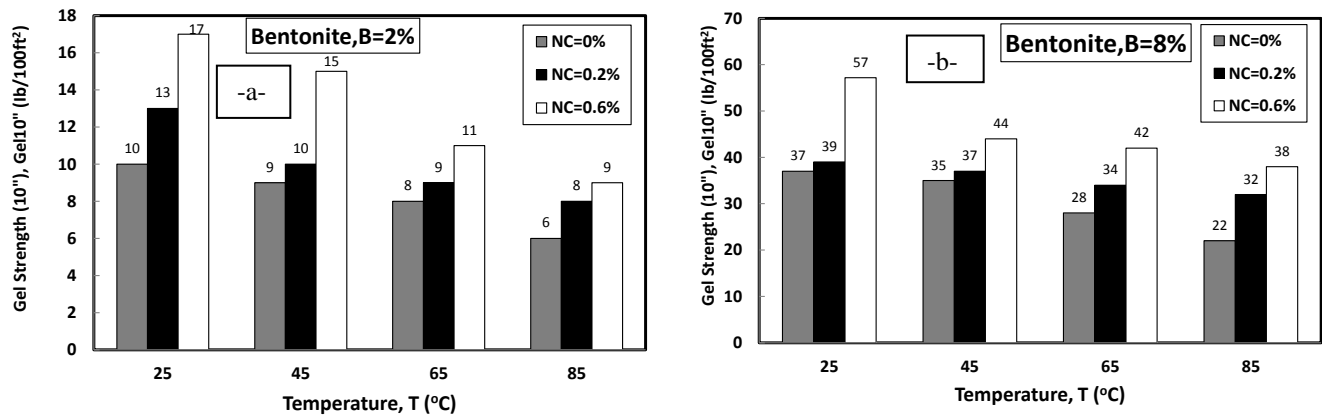 Gel Strength (10"), Gel10" (Ib/100ft²)
18
16
14
12
10
8
6
4
2
0
Bentonite,B=2%
-a-
NC=0%
NC=0.2%
NC=0.6%
10
13
17
9
10
15
8
9
11
6
8
9
25 45 65 85
Temperature, T (ºC)
Gel Strength (10"), Gel10" (Ib/100ft²)
70
60
50
40
30
20
10
0
-b-
Bentonite,B=8%
NC=0%
NC=0.2%
NC=0.6%
37
39
57
35
37
44
28
34
42
22
32
38
25 45 65 85
Temperature, T (ºC)